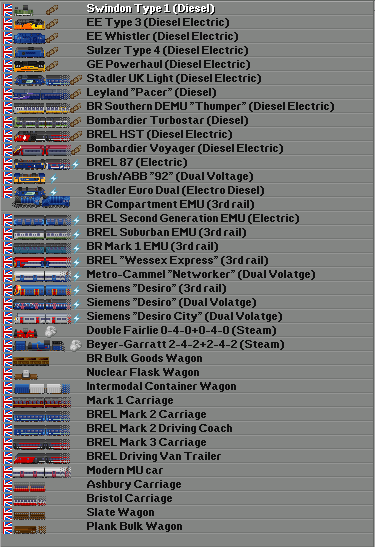 Swindon Type 1 (Diesel)
EE Type 3 (Diesel Electric)
EE Whistler (Diesel Electric)
Sulzer Type 4 (Diesel Electric)
GE Powerhaul (Diesel Electric)
Stadler UK Light (Diesel Electric)
Leyland "Pacer" (Diesel)
BR Southern DEMU "Thumper" (Diesel Electric)
Bombardier Turbostar (Diesel)
BREL HST (Diesel Electric)
Bombardier Voyager (Diesel Electric)
BREL 87 (Electric)
Brush/ABB "92" (Dual Voltage)
Stadler Euro Dual (Electro Diesel)
BR Compartment EMU (3rd rail)
BREL Second Generation EMU (Electric)
BREL Suburban EMU (3rd rail)
BR Mark 1 EMU (3rd rail)
BREL "Wessex Express" (3rd rail)
Metro-Cammel "Networker" (Dual Volatge)
Siemens "Desiro" (3rd rail)
Siemens "Desiro" (Dual Volatge)
Siemens "Desiro City" (Dual Volatge)
Double Fairlie 0-4-0+0-4-0 (Steam)
Beyer-Garratt 2-4-2+2-4-2 (Steam)
BR Bulk Goods Wagon
Nuclear Flask Wagon
Intermodal Container Wagon
Mark 1 Carriage
BREL Mark 2 Carriage
BREL Mark 2 Driving Coach
BREL Mark 3 Carriage
BREL Driving Van Trailer
Modern MU car
Ashbury Carriage
Bristol Carriage
Slate Wagon
Plank Bulk Wagon